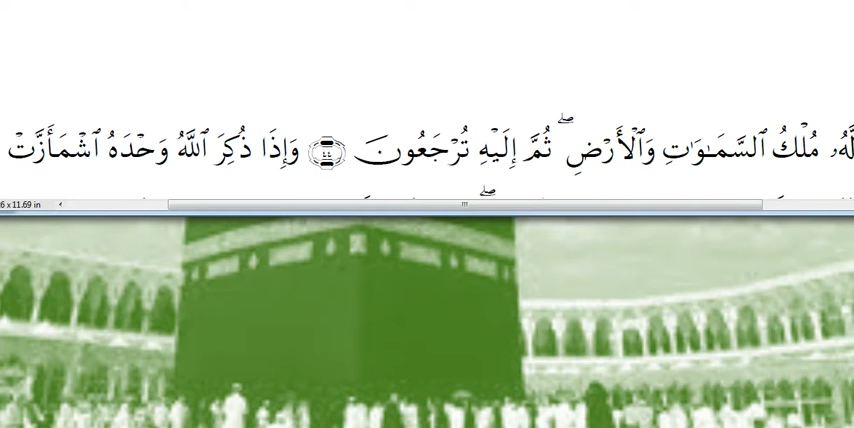 لَّهُۥ مُلْكُ ٱلسَّمَـٰوَٰتِ وَٱلْأَرْضِ ۖ ثُمَّ إِلَيْهِ تُرْجَعُونَ ٤٤ وَإِذَا ذُكِرَ ٱللَّهُ وَحْدَهُ ٱشْمَأَزَّتْ
6 x 11.69 in